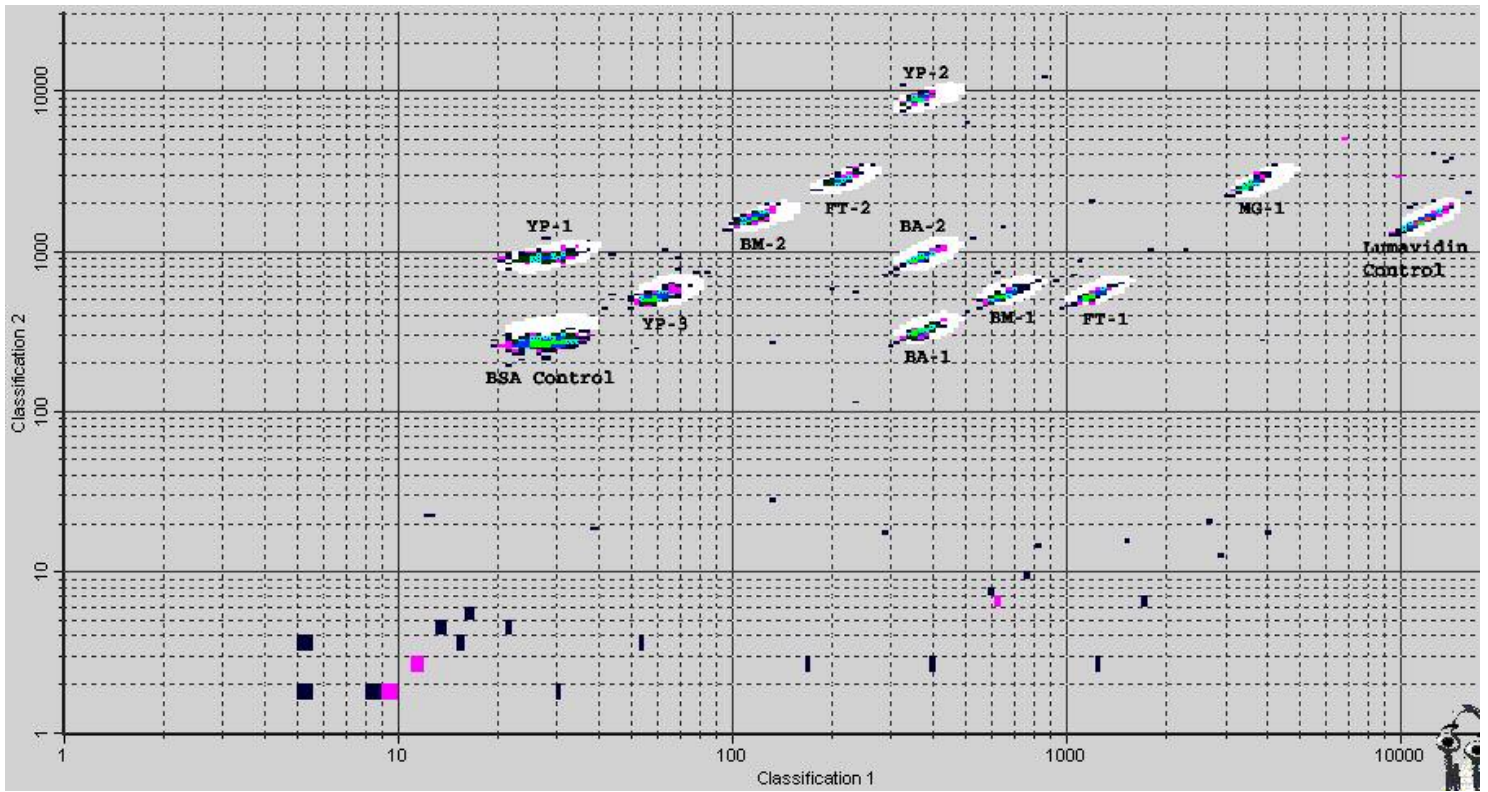 YP-2
10000
FT-2
MG-1
YP-1
BM-2
BA-2
Lumavidin
Control
1000
YP-3
BM-1
FT-1
BA-1
BSA Control
Classification 2
100
10
1
1
10
100
1000
10000
Classification 1